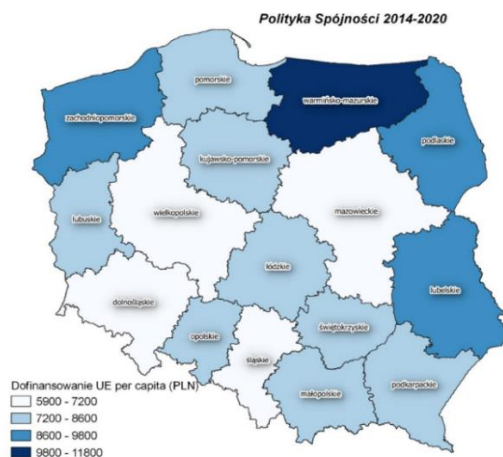 Polityka Spójności 2014-2020
pomorskie
warmińsko-mazurskie
zachodniopomorskie
podlaskie
kujawsko-pomorskie
lubuskie
wielkopolskie
mazowieckie
łódzkie
lubelskie
dolnośląskie
opolskie
śląskie
świętokrzyskie
małopolskie
podkarpackie
Dofinansowanie UE per capita (PLN)
5900 - 7200
7200 - 8600
8600 - 9800
9800 - 11800